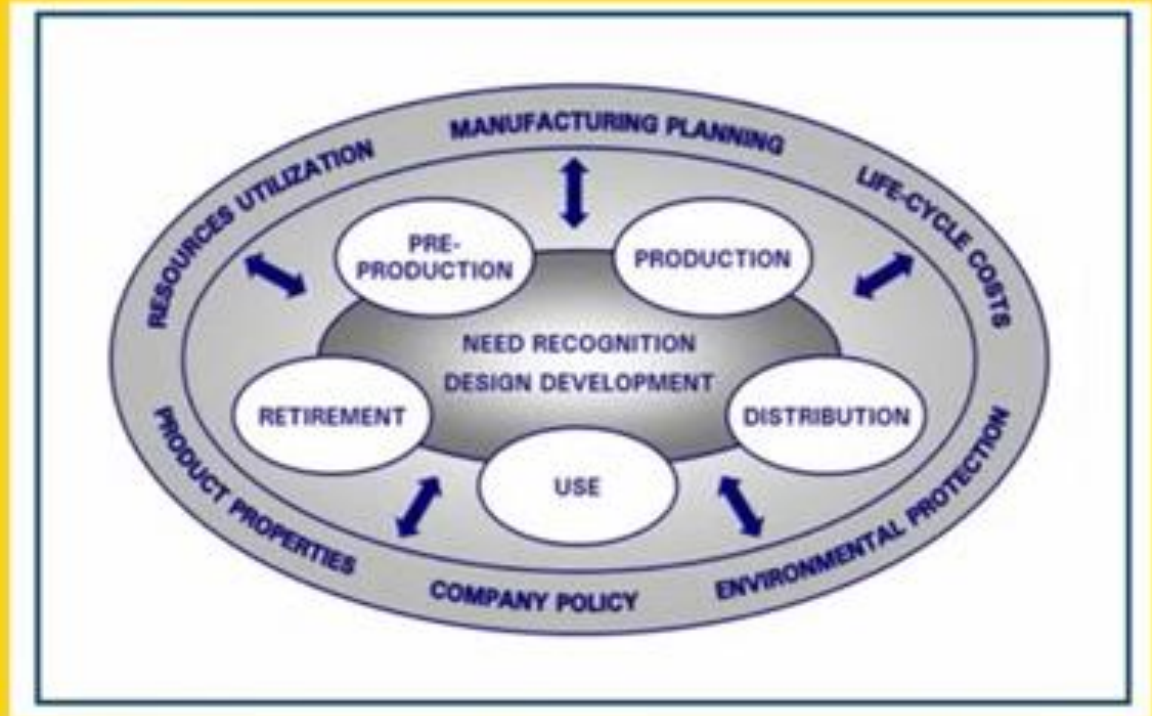 MANUFACTURING PLANNING
RESOURCES UTILIZATION
LIFE-CYCLE COSTS
PRE-
PRODUCTION
PRODUCTION
NEED RECOGNITION
DESIGN DEVELOPMENT
RETIREMENT
DISTRIBUTION
USE
PRODUCT PROPERTIES
COMPANY POLICY
ENVIRONMENTAL PROTECTION